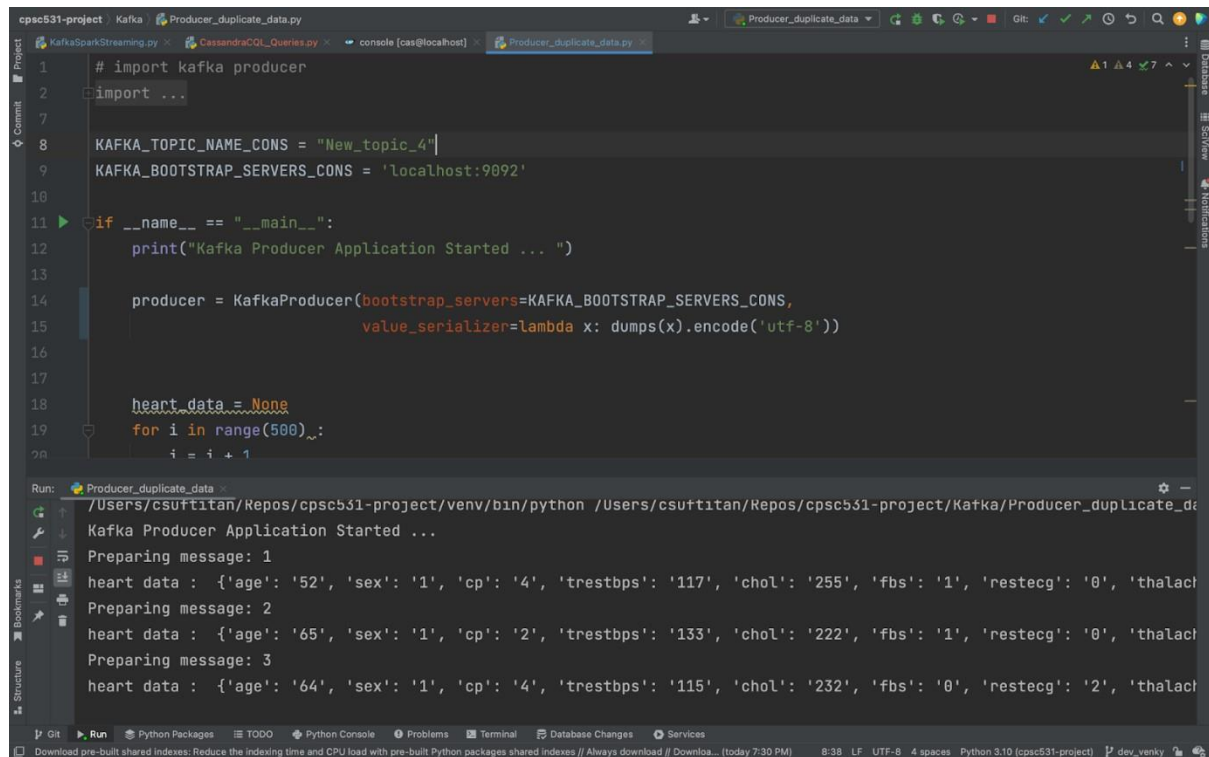 cpsc531-project Kafka Producer_duplicate_data.py Producer_duplicate_data Git:
KafkaSparkStreaming.py CassandraCQL_Queries.py console [cas@localhost] Producer_duplicate_data.py
Project
Commit
Database
SciView
Notifications
1 # import kafka producer 1 4 7
2 import ...
7
8 KAFKA_TOPIC_NAME_CONS = "New_topic_4"
9 KAFKA_BOOTSTRAP_SERVERS_CONS = 'localhost:9092'
10
11 if __name__ == "__main__":
12 print("Kafka Producer Application Started ... ")
13
14 producer = KafkaProducer(bootstrap_servers=KAFKA_BOOTSTRAP_SERVERS_CONS,
15 value_serializer=lambda x: dumps(x).encode('utf-8'))
16
17
18 heart_data = None
19 for i in range(500) :
20 i = i + 1
Run: Producer_duplicate_data
/Users/csuftitan/Repos/cpsc531-project/venv/bin/python /Users/csuftitan/Repos/cpsc531-project/Kafka/Producer_duplicate_da
Kafka Producer Application Started ...
Preparing message: 1
heart data : {'age': '52', 'sex': '1', 'cp': '4', 'trestbps': '117', 'chol': '255', 'fbs': '1', 'restecg': '0', 'thalach
Preparing message: 2
heart data : {'age': '65', 'sex': '1', 'cp': '2', 'trestbps': '133', 'chol': '222', 'fbs': '1', 'restecg': '0', 'thalach
Preparing message: 3
heart data : {'age': '64', 'sex': '1', 'cp': '4', 'trestbps': '115', 'chol': '232', 'fbs': '0', 'restecg': '2', 'thalach
Bookmarks
Structure
Git Run Python Packages TODO Python Console Problems Terminal Database Changes Services
Download pre-built shared indexes: Reduce the indexing time and CPU load with pre-built Python packages shared indexes // Always download // Downloa... (today 7:30 PM) 8:38 LF UTF-8 4 spaces Python 3.10 (cpsc531-project) dev_venky